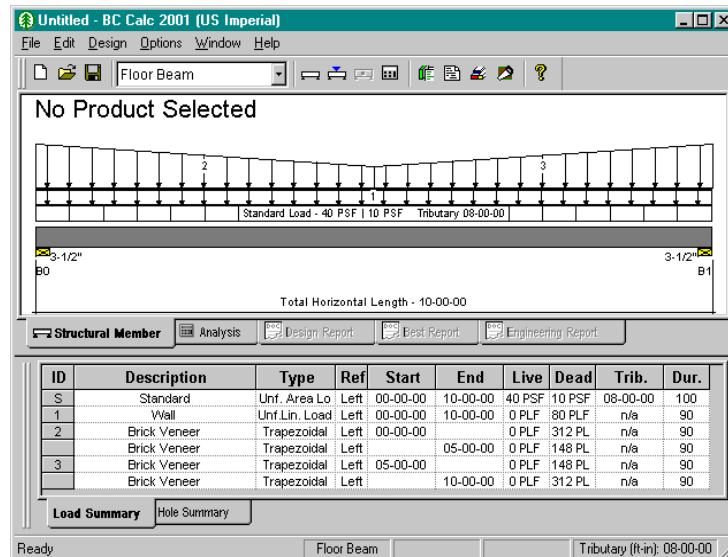 Untitled - BC Calc 2001 (US Imperial)
File Edit Design Options Window Help
Floor Beam
No Product Selected
2 3
1
Standard Load - 40 PSF | 10 PSF Tributary 08-00-00
3-1/2" 3-1/2"
B0 B1
Total Horizontal Length - 10-00-00
Structural Member Analysis Design Report Best Report Engineering Report
ID Description Type Ref Start End Live Dead Trib. Dur.
S Standard Unf. Area Lo Left 00-00-00 10-00-00 40 PSF 10 PSF 08-00-00 100
1 Wall Unf.Lin. Load Left 00-00-00 10-00-00 0 PLF 80 PLF n/a 90
2 Brick Veneer Trapezoidal Left 00-00-00 0 PLF 312 PL n/a 90
Brick Veneer Trapezoidal Left 05-00-00 0 PLF 148 PL n/a 90
3 Brick Veneer Trapezoidal Left 05-00-00 0 PLF 148 PL n/a 90
Brick Veneer Trapezoidal Left 10-00-00 0 PLF 312 PL n/a 90
Load Summary Hole Summary
Ready Floor Beam Tributary (ft-in): 08-00-00